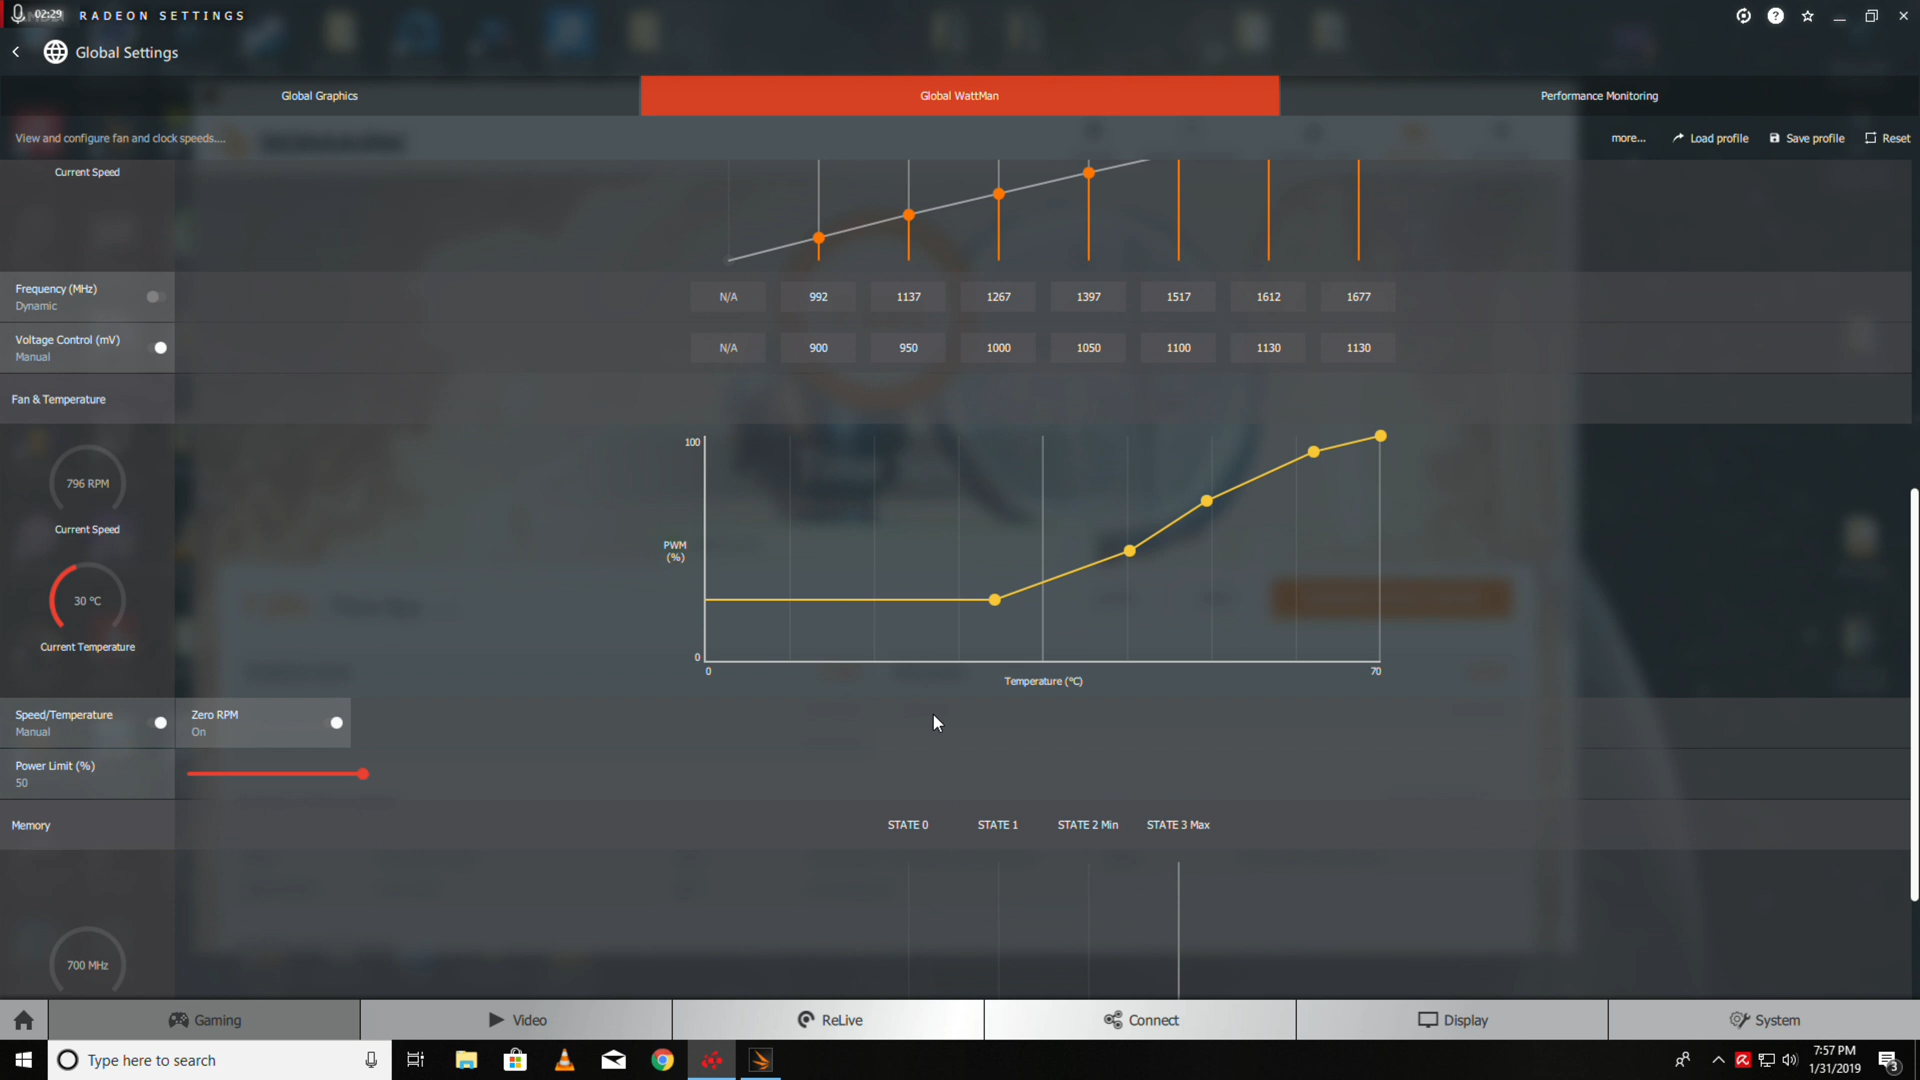 02:29 RADEON SETTINGS
Global Settings
Global Graphics
Global WattMan
Performance Monitoring
View and configure fan and clock speeds....
more...
Load profile
Save profile
Reset
Current Speed
Frequency (MHz)
Dynamic
N/A 992 1137 1267 1397 1517 1612 1677
Voltage Control (mV)
Manual
N/A 900 950 1000 1050 1100 1130 1130
Fan & Temperature
796 RPM
Current Speed
30 °C
Current Temperature
100
PWM
(%)
0
0
70
Temperature (°C)
Speed/Temperature
Manual
Zero RPM
On
Power Limit (%)
50
Memory
STATE 0 STATE 1 STATE 2 Min STATE 3 Max
700 MHz
Gaming
Video
ReLive
Connect
Display
System
Type here to search
7:57 PM
1/31/2019
3